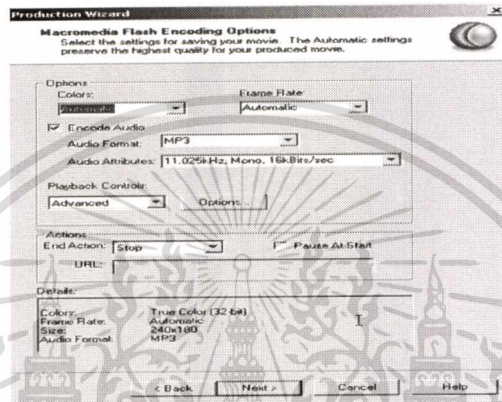 Production Wizard
Macromedia Flash Encoding Options
Select the settings for saving your movie. The Automatic settings
preserve the highest quality for your produced movie.
Options
Colors: Frame Rate:
Automatic Automatic
Encode Audio
Audio Format: MP3
Audio Attributes: 11.025kHz, Mono, 16kBits/sec
Playback Controls:
Advanced Options...
Actions
End Action: Stop Pause At Start
URL:
Details:
Colors: True Color (32-bit)
Frame Rate: Automatic
Size: 240x180
Audio Format: MP3
< Back Next > Cancel Help